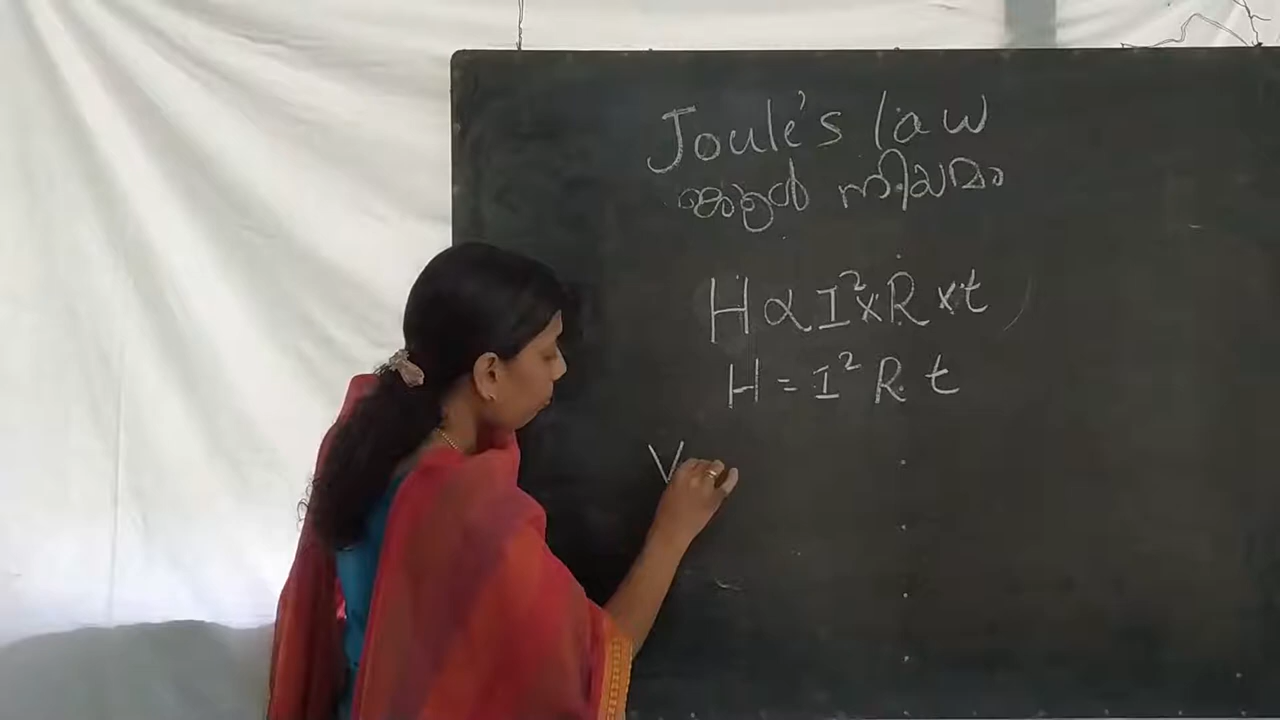 Joule's law
ജൂൾ നിയമം
H ∝ I² × R × t
H = I² R t
V